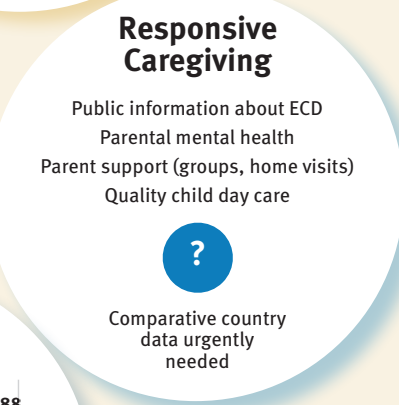 Responsive
Caregiving
Public information about ECD
Parental mental health
Parent support (groups, home visits)
Quality child day care
?
Comparative country
data urgently
needed
88